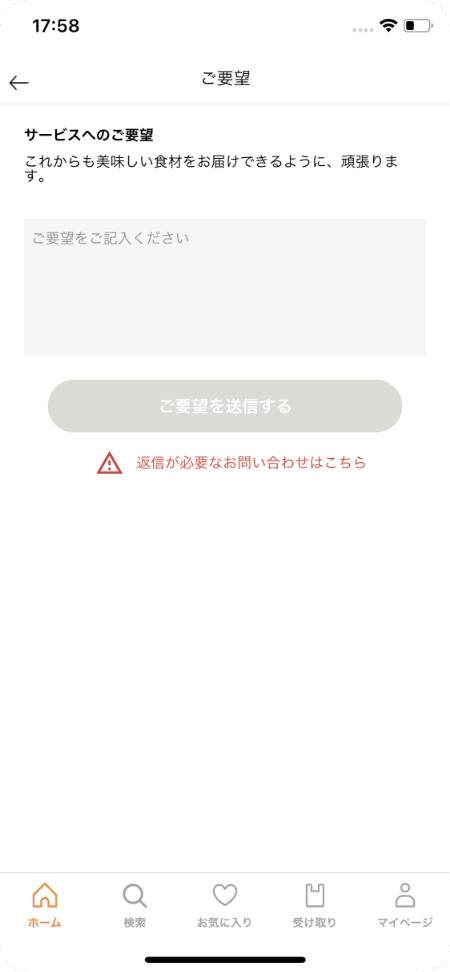 17:58
ご要望
サービスへのご要望
これからも美味しい食材をお届けできるように、頑張りま
す。
ご要望をご記入ください
ご要望を送信する
返信が必要なお問い合わせはこちら
ホーム
検索
お気に入り
受け取り
マイページ